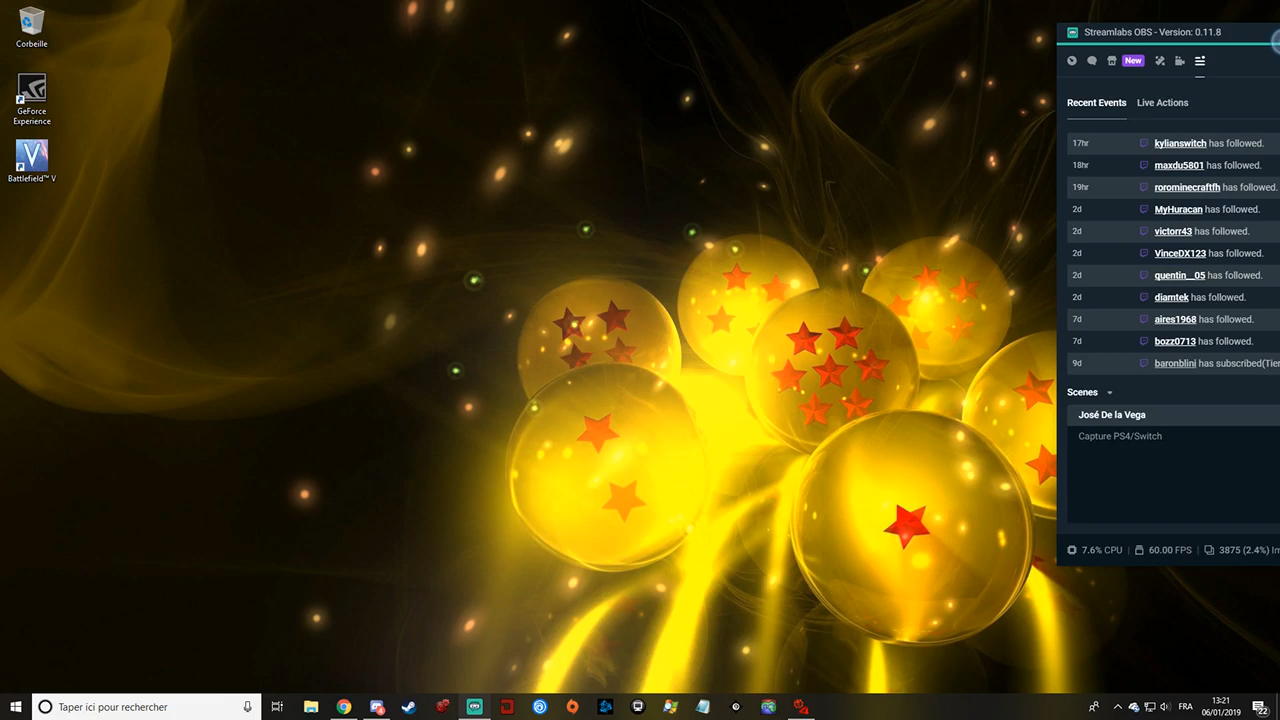 Corbeille
GeForce
Experience
Battlefield™ V
Streamlabs OBS - Version: 0.11.8
New
Recent Events
Live Actions
17hr kylianswitch has followed.
18hr maxdu5801 has followed.
19hr rorominecraftfh has followed.
2d MyHuracan has followed.
2d victorr43 has followed.
2d VinceDX123 has followed.
2d quentin__05 has followed.
2d diamtek has followed.
7d aires1968 has followed.
7d bozz0713 has followed.
9d baronblini has subscribed(Tier
Scenes
José De la Vega
Capture PS4/Switch
7.6% CPU | 60.00 FPS | 3875 (2.4%)
Taper ici pour rechercher
FRA
13:21
06/01/2019
22